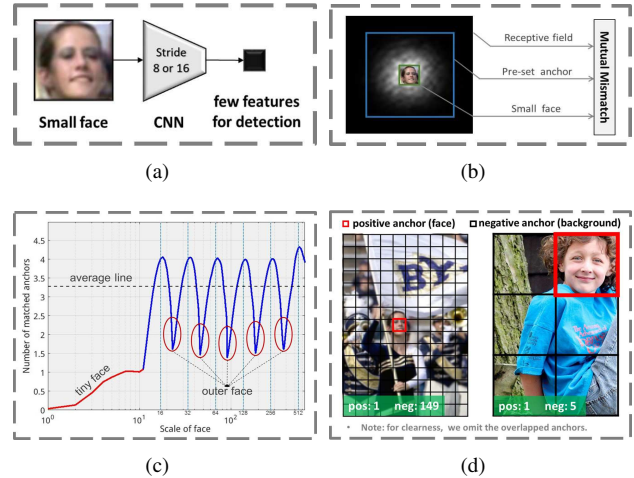 Stride
8 or 16
Small face
CNN
few features
for detection
(a)
Receptive field
Pre-set anchor
Small face
Mutual Mismatch
(b)
Number of matched anchors
4.5
4
3.5
3
2.5
2
1.5
1
0.5
0
average line
tiny face
outer face
10^0
10^1
16
32
64
10^2
128
256
512
Scale of face
(c)
positive anchor (face)
negative anchor (background)
BY
pos: 1 neg: 149
pos: 1 neg: 5
• Note: for clearness, we omit the overlapped anchors.
(d)